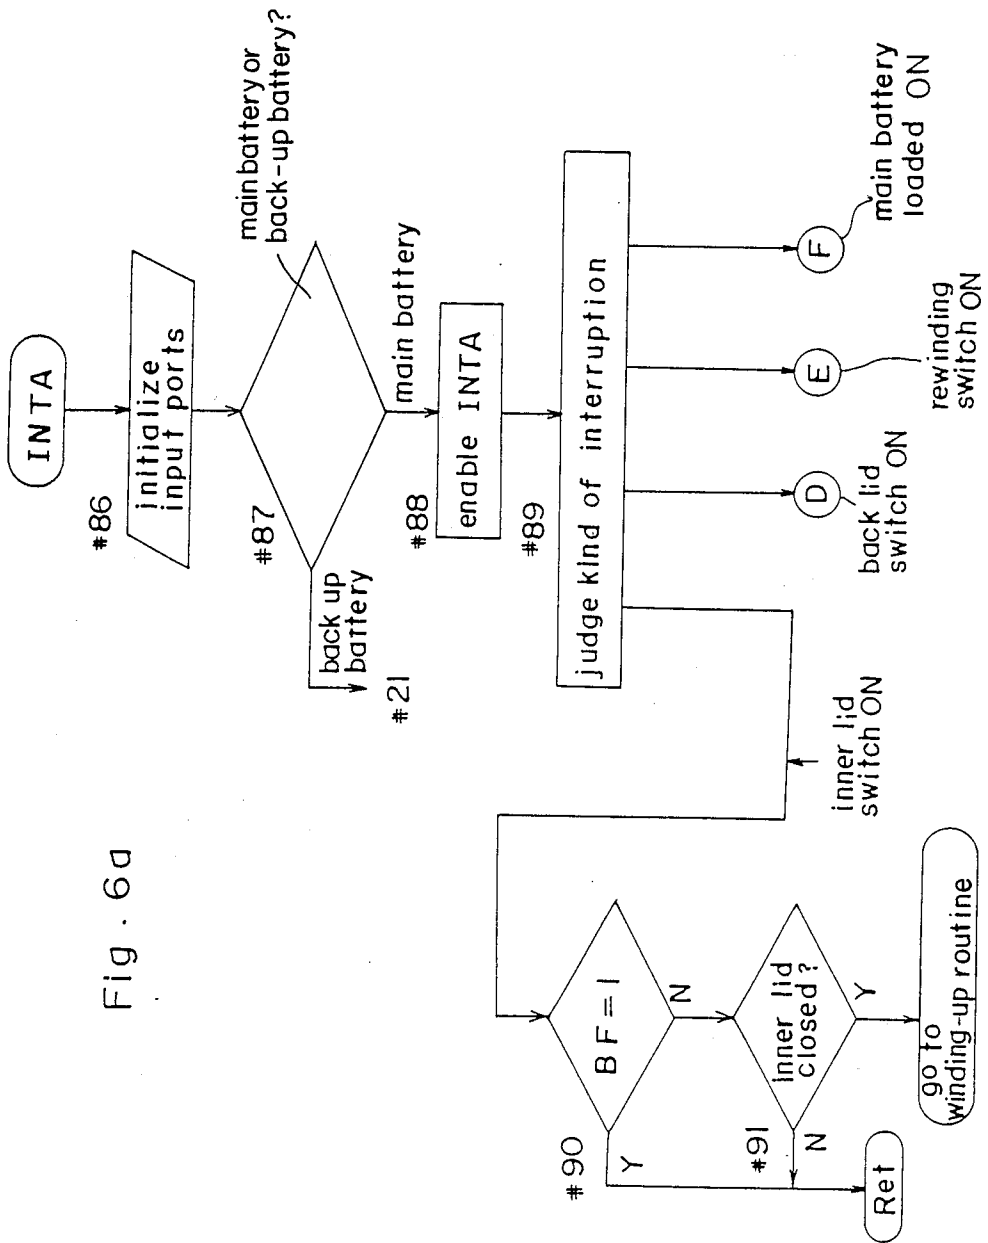 Fig. 6a
INTA
#86
initialize
input ports
#87
main battery or
back-up battery?
back up
battery
#21
main battery
#88
enable INTA
#89
judge kind of interruption
inner lid
switch ON
D
back lid
switch ON
E
rewinding
switch ON
F
main battery
loaded ON
#90
BF=1
Y
N
#91
inner lid
closed?
N
Y
Ret
go to
winding-up routine